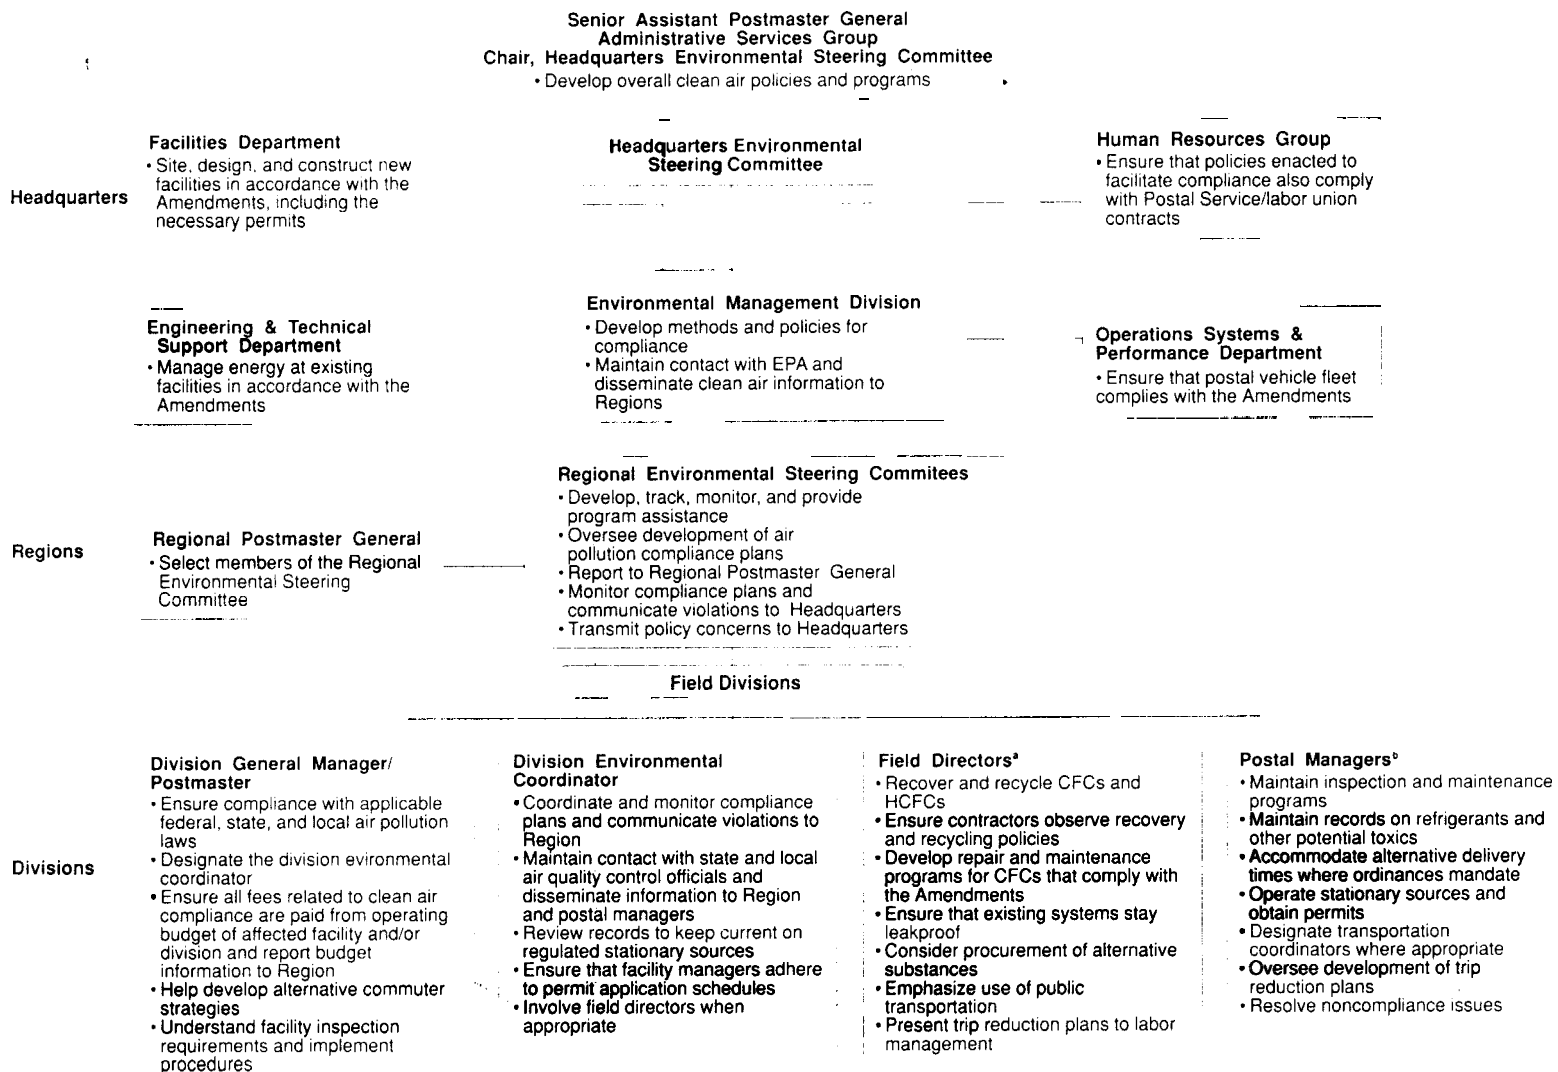 Senior Assistant Postmaster General
Administrative Services Group
Chair, Headquarters Environmental Steering Committee
• Develop overall clean air policies and programs
Headquarters
Facilities Department
• Site, design, and construct new
facilities in accordance with the
Amendments, including the
necessary permits
Headquarters Environmental
Steering Committee
Human Resources Group
• Ensure that policies enacted to
facilitate compliance also comply
with Postal Service/labor union
contracts
Engineering & Technical
Support Department
• Manage energy at existing
facilities in accordance with the
Amendments
Environmental Management Division
• Develop methods and policies for
compliance
• Maintain contact with EPA and
disseminate clean air information to
Regions
Operations Systems &
Performance Department
• Ensure that postal vehicle fleet
complies with the Amendments
Regions
Regional Postmaster General
• Select members of the Regional
Environmental Steering
Committee
Regional Environmental Steering Commitees
• Develop, track, monitor, and provide
program assistance
• Oversee development of air
pollution compliance plans
• Report to Regional Postmaster General
• Monitor compliance plans and
communicate violations to Headquarters
• Transmit policy concerns to Headquarters
Field Divisions
Divisions
Division General Manager/
Postmaster
• Ensure compliance with applicable
federal, state, and local air pollution
laws
• Designate the division evironmental
coordinator
• Ensure all fees related to clean air
compliance are paid from operating
budget of affected facility and/or
division and report budget
information to Region
• Help develop alternative commuter
strategies
• Understand facility inspection
requirements and implement
procedures
Division Environmental
Coordinator
• Coordinate and monitor compliance
plans and communicate violations to
Region
• Maintain contact with state and local
air quality control officials and
disseminate information to Region
and postal managers
• Review records to keep current on
regulated stationary sources
• Ensure that facility managers adhere
to permit application schedules
• Involve field directors when
appropriate
Field Directorsª
• Recover and recycle CFCs and
HCFCs
• Ensure contractors observe recovery
and recycling policies
• Develop repair and maintenance
programs for CFCs that comply with
the Amendments
• Ensure that existing systems stay
leakproof
• Consider procurement of alternative
substances
• Emphasize use of public
transportation
• Present trip reduction plans to labor
management
Postal Managersᵇ
• Maintain inspection and maintenance
programs
• Maintain records on refrigerants and
other potential toxics
• Accommodate alternative delivery
times where ordinances mandate
• Operate stationary sources and
obtain permits
• Designate transportation
coordinators where appropriate
• Oversee development of trip
reduction plans
• Resolve noncompliance issues